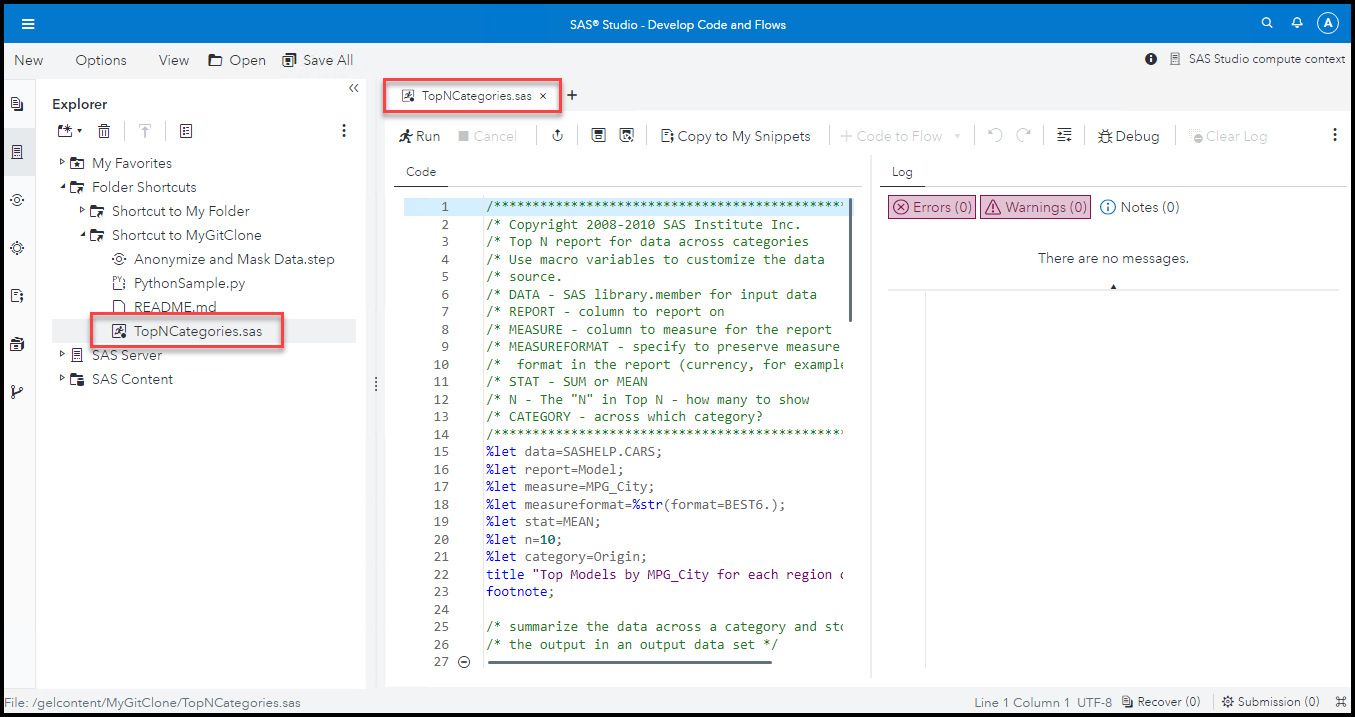 SAS® Studio - Develop Code and Flows
A
New Options View Open Save All SAS Studio compute context
Explorer
TopNCategories.sas
My Favorites
Folder Shortcuts
Shortcut to My Folder
Shortcut to MyGitClone
Anonymize and Mask Data.step
PythonSample.py
README.md
TopNCategories.sas
SAS Server
SAS Content
Run Cancel Copy to My Snippets Code to Flow Debug Clear Log
Code
1 /**********************************************
2 /* Copyright 2008-2010 SAS Institute Inc.
3 /* Top N report for data across categories
4 /* Use macro variables to customize the data
5 /* source.
6 /* DATA - SAS library.member for input data
7 /* REPORT - column to report on
8 /* MEASURE - column to measure for the report
9 /* MEASUREFORMAT - specify to preserve measure
10 /*  format in the report (currency, for example
11 /* STAT - SUM or MEAN
12 /* N - The "N" in Top N - how many to show
13 /* CATEGORY - across which category?
14 /**********************************************
15 %let data=SASHELP.CARS;
16 %let report=Model;
17 %let measure=MPG_City;
18 %let measureformat=%str(format=BEST6.);
19 %let stat=MEAN;
20 %let n=10;
21 %let category=Origin;
22 title "Top Models by MPG_City for each region
23 footnote;
24
25 /* summarize the data across a category and
26 /* the output in an output data set */
27
Log
Errors (0) Warnings (0) Notes (0)
There are no messages.
File: /gelcontent/MyGitClone/TopNCategories.sas Line 1 Column 1 UTF-8 Recover (0) Submission (0)